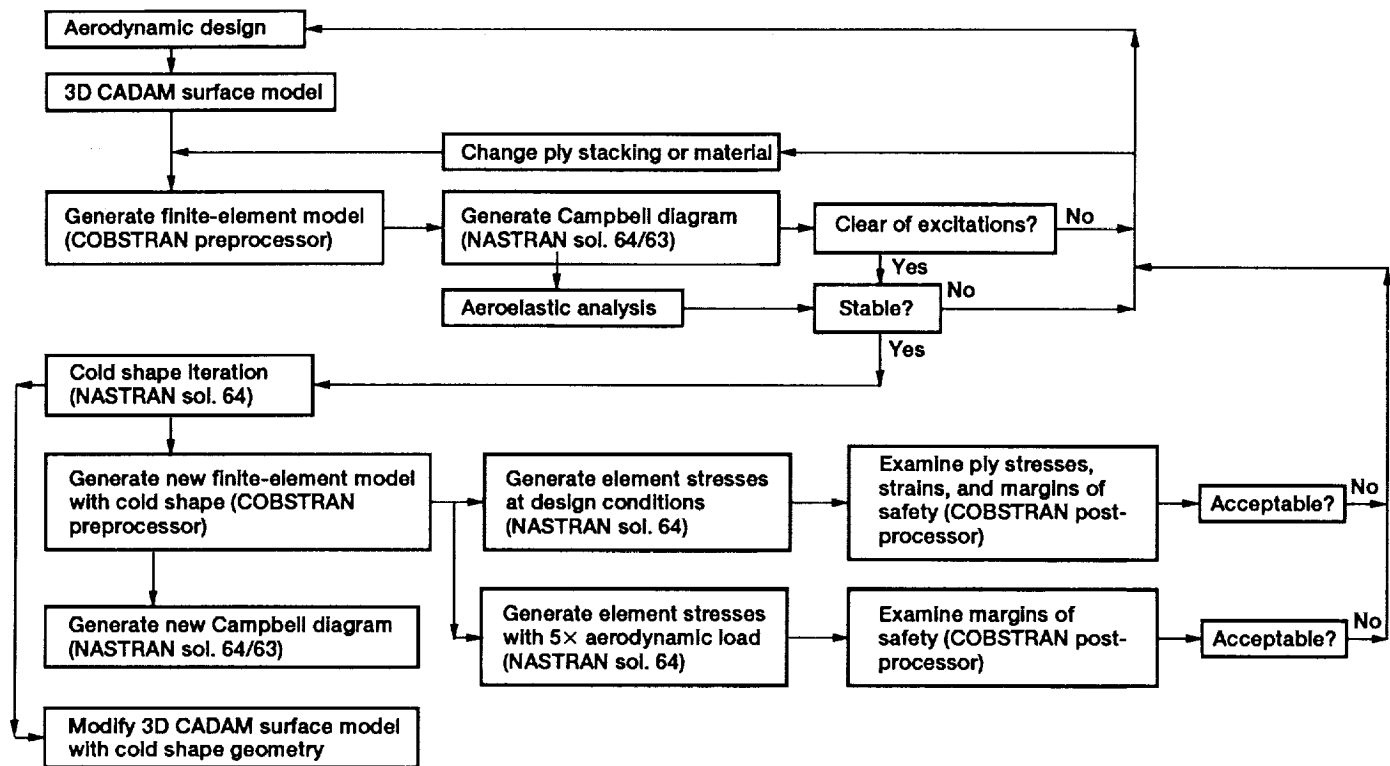 Aerodynamic design
3D CADAM surface model
Change ply stacking or material
Generate finite-element model
(COBSTRAN preprocessor)
Generate Campbell diagram
(NASTRAN sol. 64/63)
Clear of excitations?
No
Yes
Aeroelastic analysis
Stable?
No
Yes
Cold shape iteration
(NASTRAN sol. 64)
Generate new finite-element model
with cold shape (COBSTRAN
preprocessor)
Generate element stresses
at design conditions
(NASTRAN sol. 64)
Examine ply stresses,
strains, and margins of
safety (COBSTRAN post-
processor)
Acceptable?
No
Generate new Campbell diagram
(NASTRAN sol. 64/63)
Generate element stresses
with 5× aerodynamic load
(NASTRAN sol. 64)
Examine margins of
safety (COBSTRAN post-
processor)
Acceptable?
No
Modify 3D CADAM surface model
with cold shape geometry